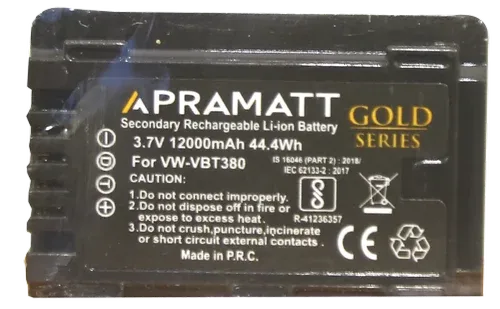 APRAMATT
GOLD
SERIES
Secondary Rechargeable Li-ion Battery
3.7V 12000mAh 44.4Wh
For VW-VBT380
IS 16046 (PART 2) : 2018/
IEC 62133-2 : 2017
CAUTION:
1.Do not connect improperly.
2.Do not dispose off in fire or
expose to excess heat.
3.Do not crush,puncture,incinerate
or short circuit external contacts .
R-41236357
CE
Made in P.R.C.